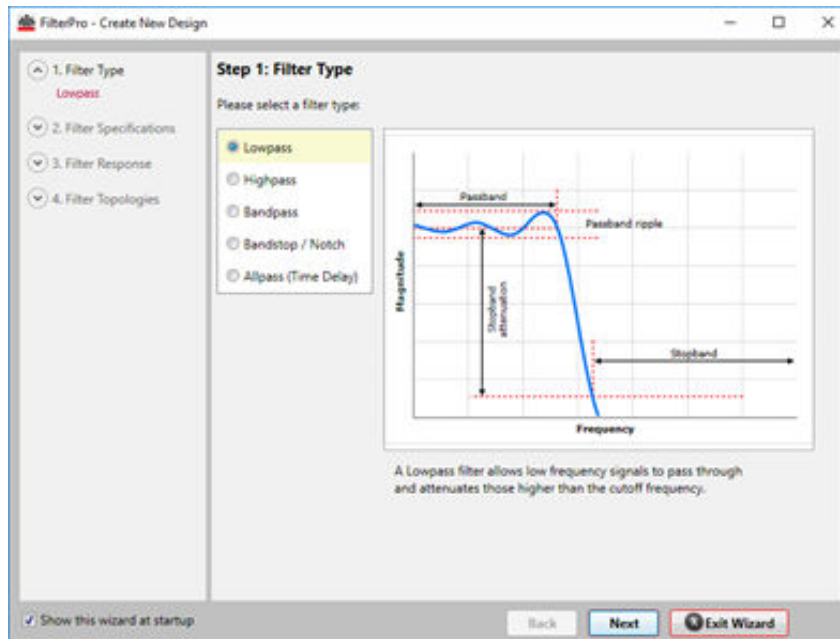 FilterPro - Create New Design
1. Filter Type
Lowpass
2. Filter Specifications
3. Filter Response
4. Filter Topologies
Step 1: Filter Type
Please select a filter type:
Lowpass
Highpass
Bandpass
Bandstop / Notch
Allpass (Time Delay)
Passband
Passband ripple
Magnitude
Stopband
attenuation
Stopband
Frequency
A Lowpass filter allows low frequency signals to pass through
and attenuates those higher than the cutoff frequency.
Show this wizard at startup
Back
Next
Exit Wizard